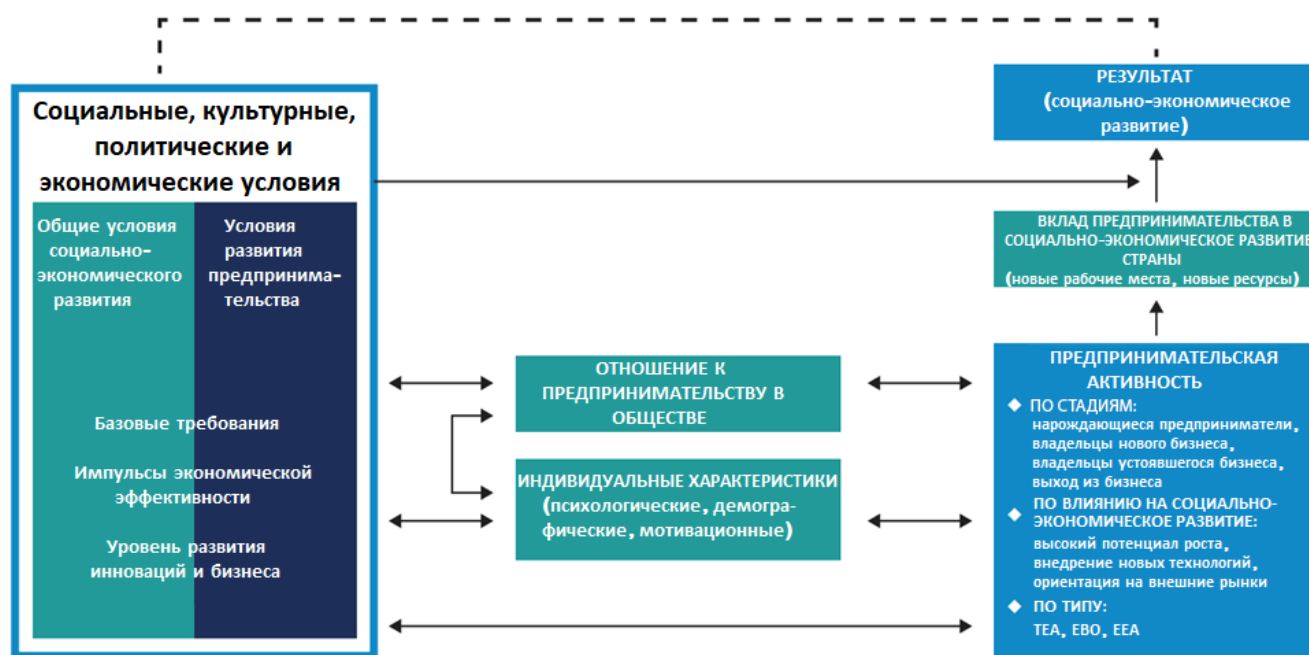 Социальные, культурные,
политические и
экономические условия
Общие условия
социально-
экономического
развития
Условия
развития
предпринима-
тельства
Базовые требования
Импульсы экономической
эффективности
Уровень развития
инноваций и бизнеса
ОТНОШЕНИЕ К
ПРЕДПРИНИМАТЕЛЬСТВУ В
ОБЩЕСТВЕ
ИНДИВИДУАЛЬНЫЕ ХАРАКТЕРИСТИКИ
(психологические, демогра-
фические, мотивационные)
РЕЗУЛЬТАТ
(социально-экономическое
развитие)
ВКЛАД ПРЕДПРИНИМАТЕЛЬСТВА В
СОЦИАЛЬНО-ЭКОНОМИЧЕСКОЕ РАЗВИТИЕ
СТРАНЫ
(новые рабочие места, новые ресурсы)
ПРЕДПРИНИМАТЕЛЬСКАЯ
АКТИВНОСТЬ
◆ ПО СТАДИЯМ:
нарождающиеся предприниматели,
владельцы нового бизнеса,
владельцы устоявшегося бизнеса,
выход из бизнеса
◆ ПО ВЛИЯНИЮ НА СОЦИАЛЬНО-
ЭКОНОМИЧЕСКОЕ РАЗВИТИЕ:
высокий потенциал роста,
внедрение новых технологий,
ориентация на внешние рынки
◆ ПО ТИПУ:
TEA, EBO, EEA